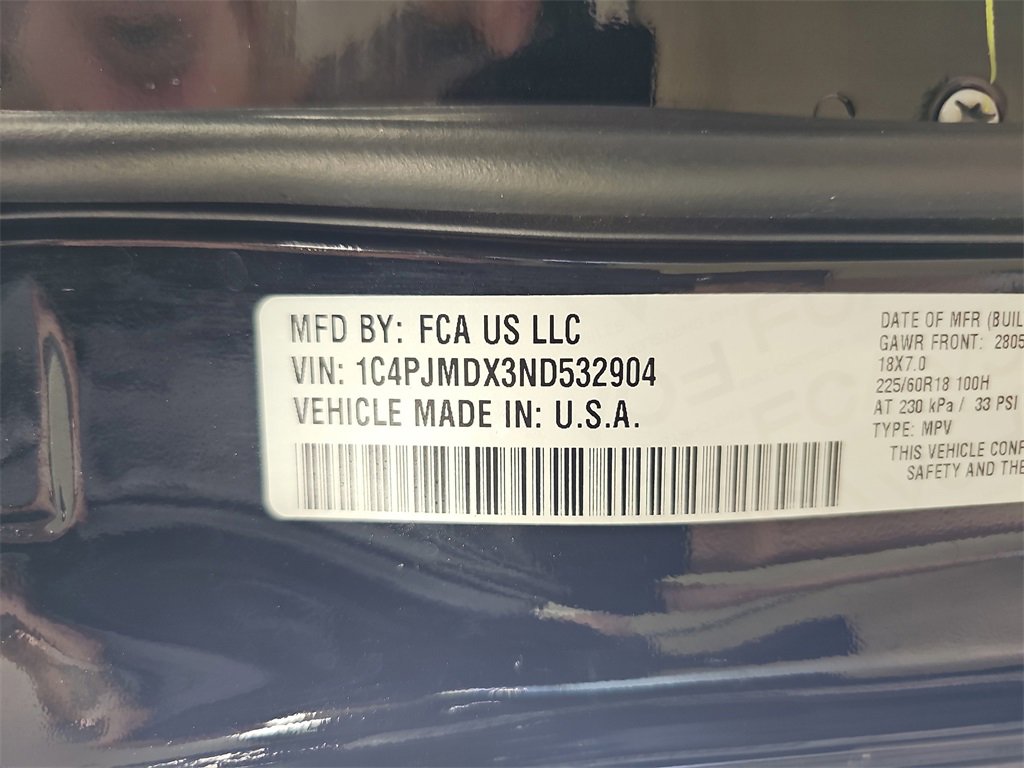 MFD BY: FCA US LLC
VIN: 1C4PJMDX3ND532904
VEHICLE MADE IN: U.S.A.
DATE OF MFR (BUIL
GAWR FRONT: 2805
18X7.0
225/60R18 100H
AT 230 kPa / 33 PSI
TYPE: MPV
THIS VEHICLE CONF
SAFETY AND THE